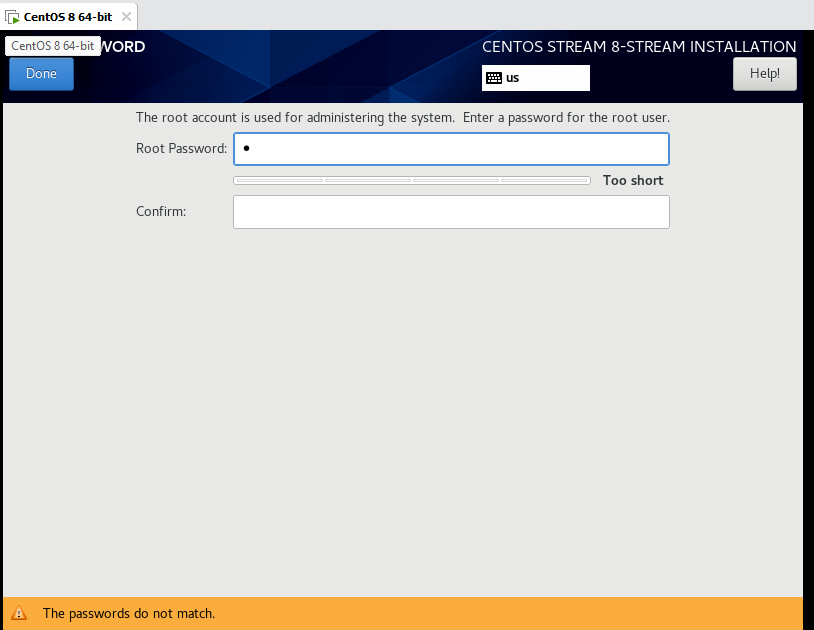 CentOS 8 64-bit
CentOS 8 64-bit
WORD
CENTOS STREAM 8-STREAM INSTALLATION
Done
us
Help!
The root account is used for administering the system. Enter a password for the root user.
Root Password: •
Too short
Confirm:
The passwords do not match.